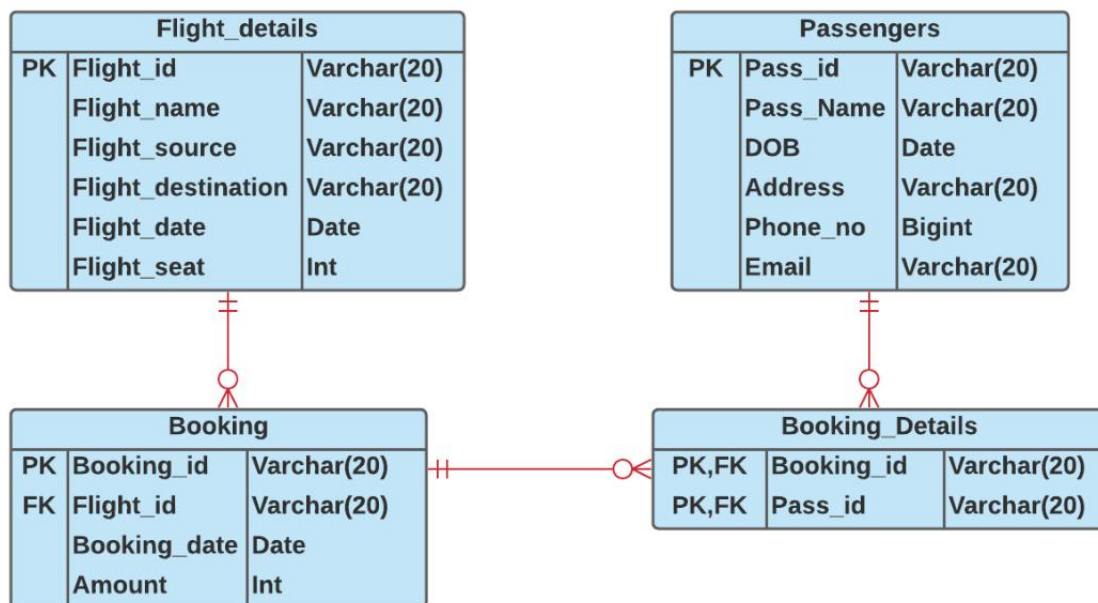 Flight_details
PK Flight_id Varchar(20)
Flight_name Varchar(20)
Flight_source Varchar(20)
Flight_destination Varchar(20)
Flight_date Date
Flight_seat Int
Passengers
PK Pass_id Varchar(20)
Pass_Name Varchar(20)
DOB Date
Address Varchar(20)
Phone_no Bigint
Email Varchar(20)
Booking
PK Booking_id Varchar(20)
FK Flight_id Varchar(20)
Booking_date Date
Amount Int
Booking_Details
PK,FK Booking_id Varchar(20)
PK,FK Pass_id Varchar(20)